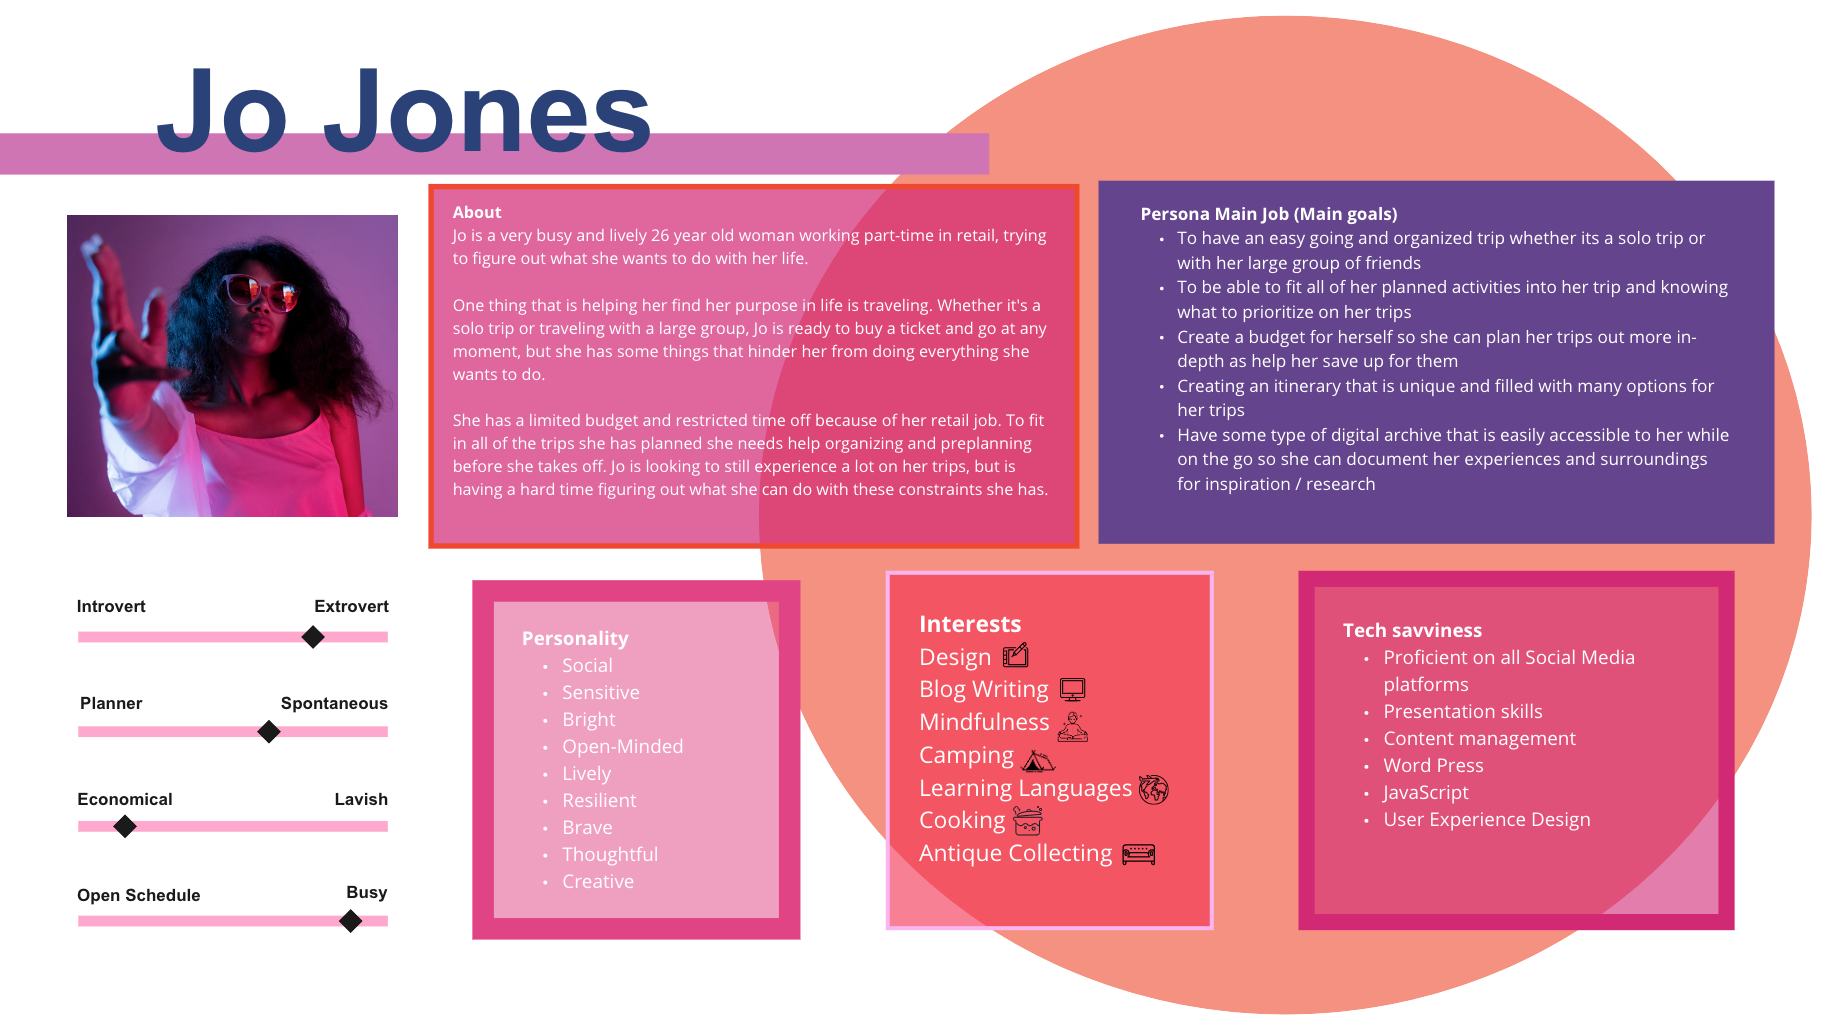 Jo Jones
About
Jo is a very busy and lively 26 year old woman working part-time in retail, trying
to figure out what she wants to do with her life.
One thing that is helping her find her purpose in life is traveling. Whether it's a
solo trip or traveling with a large group, Jo is ready to buy a ticket and go at any
moment, but she has some things that hinder her from doing everything she
wants to do.
She has a limited budget and restricted time off because of her retail job. To fit
in all of the trips she has planned she needs help organizing and preplanning
before she takes off. Jo is looking to still experience a lot on her trips, but is
having a hard time figuring out what she can do with these constraints she has.
Persona Main Job (Main goals)
• To have an easy going and organized trip whether its a solo trip or
with her large group of friends
• To be able to fit all of her planned activities into her trip and knowing
what to prioritize on her trips
• Create a budget for herself so she can plan her trips out more in-
depth as help her save up for them
• Creating an itinerary that is unique and filled with many options for
her trips
• Have some type of digital archive that is easily accessible to her while
on the go so she can document her experiences and surroundings
for inspiration / research
Introvert Extrovert
Planner Spontaneous
Economical Lavish
Open Schedule Busy
Personality
• Social
• Sensitive
• Bright
• Open-Minded
• Lively
• Resilient
• Brave
• Thoughtful
• Creative
Interests
Design
Blog Writing
Mindfulness
Camping
Learning Languages
Cooking
Antique Collecting
Tech savviness
• Proficient on all Social Media
platforms
• Presentation skills
• Content management
• Word Press
• JavaScript
• User Experience Design